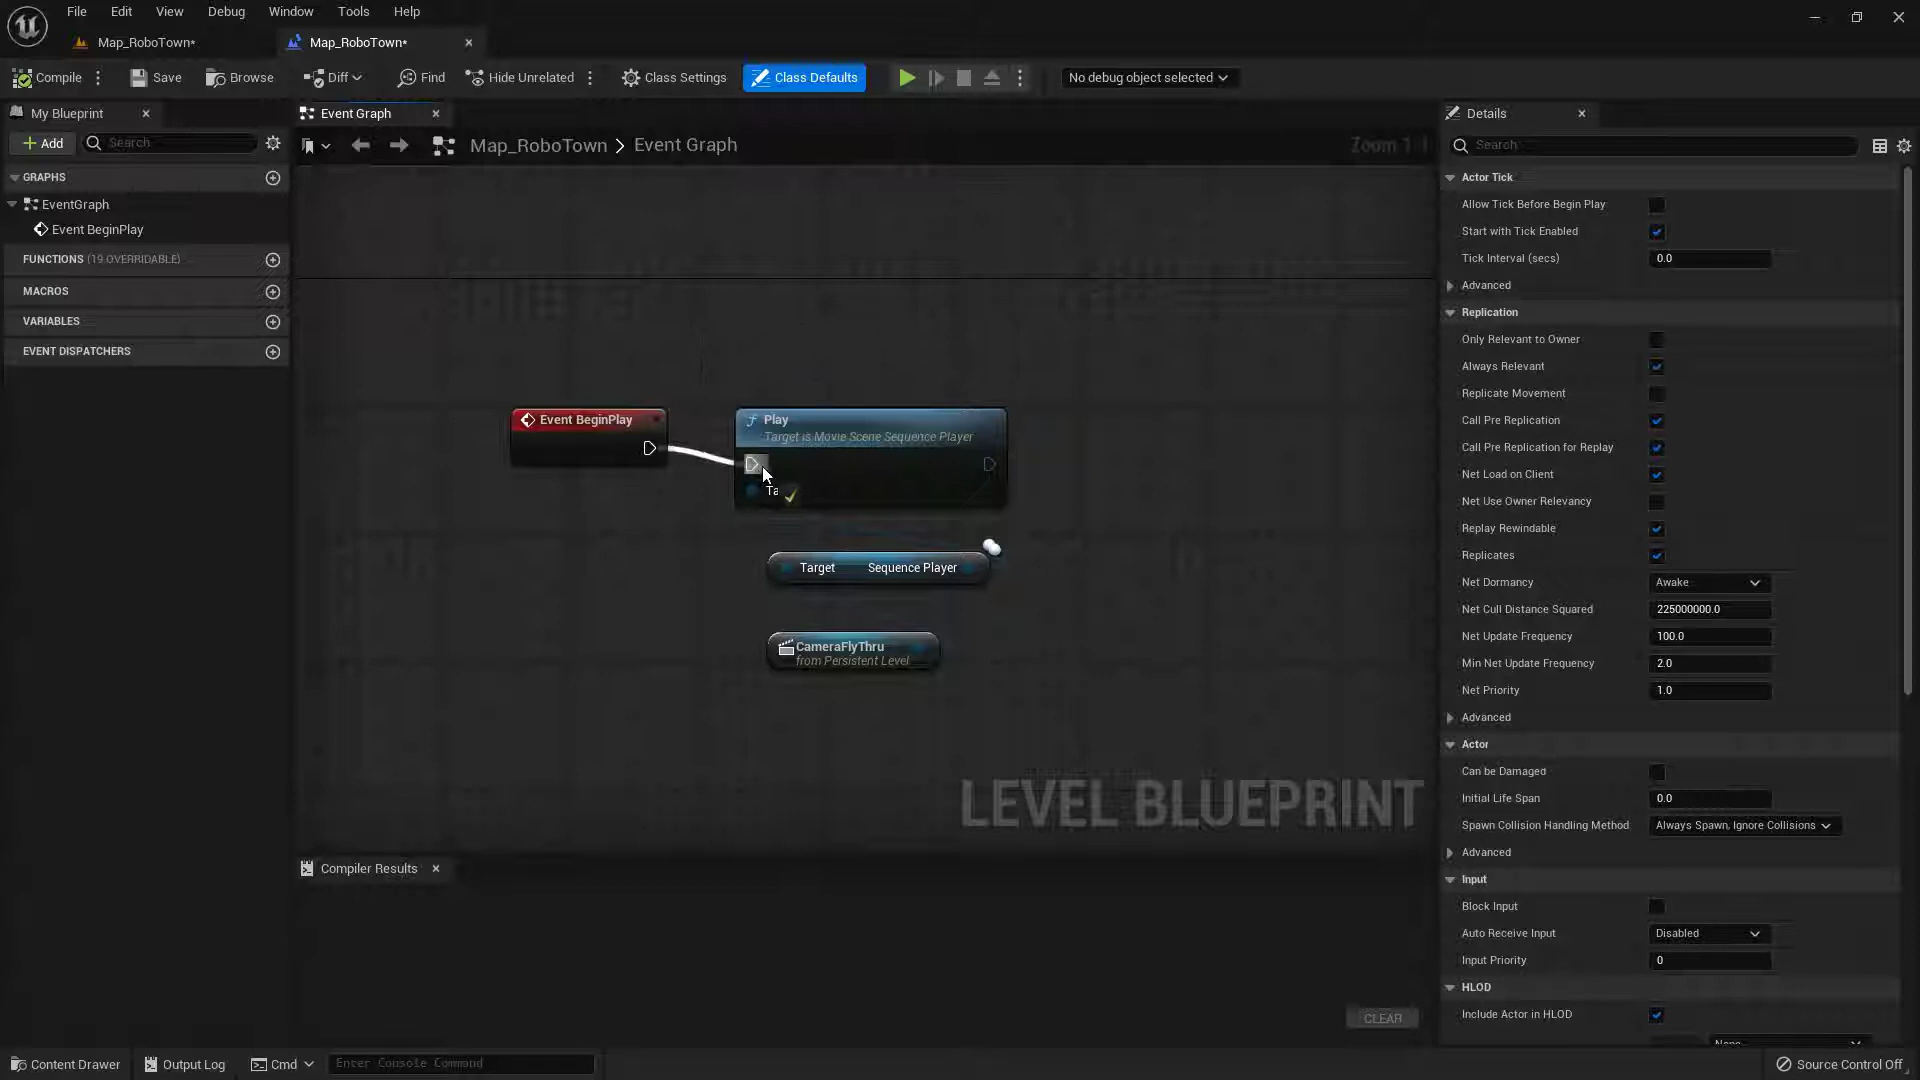 File Edit View Debug Window Tools Help
Map_RoboTown*
Map_RoboTown*
Compile
Save
Browse
Diff
Find
Hide Unrelated
Class Settings
Class Defaults
No debug object selected
My Blueprint
Add
Search
GRAPHS
EventGraph
Event BeginPlay
FUNCTIONS (19 OVERRIDABLE)
MACROS
VARIABLES
EVENT DISPATCHERS
Event Graph
Map_RoboTown > Event Graph
Zoom 1:1
Event BeginPlay
Play
Target is Movie Scene Sequence Player
Ta
Target Sequence Player
CameraFlyThru
from Persistent Level
LEVEL BLUEPRINT
Compiler Results
CLEAR
Details
Search
Actor Tick
Allow Tick Before Begin Play
Start with Tick Enabled
Tick Interval (secs) 0.0
Advanced
Replication
Only Relevant to Owner
Always Relevant
Replicate Movement
Call Pre Replication
Call Pre Replication for Replay
Net Load on Client
Net Use Owner Relevancy
Replay Rewindable
Replicates
Net Dormancy Awake
Net Cull Distance Squared 225000000.0
Net Update Frequency 100.0
Min Net Update Frequency 2.0
Net Priority 1.0
Advanced
Actor
Can be Damaged
Initial Life Span 0.0
Spawn Collision Handling Method Always Spawn, Ignore Collisions
Advanced
Input
Block Input
Auto Receive Input Disabled
Input Priority 0
HLOD
Include Actor in HLOD
None
Content Drawer
Output Log
Cmd
Enter Console Command
Source Control Off